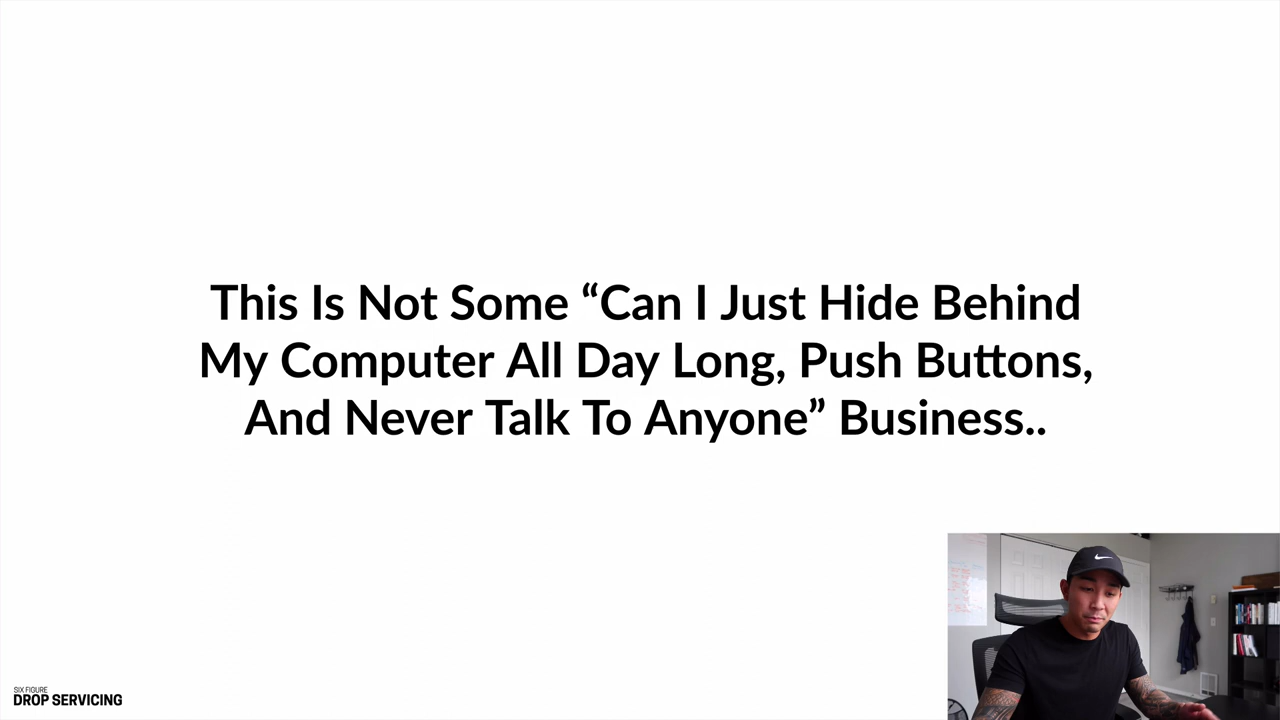 This Is Not Some “Can I Just Hide Behind
My Computer All Day Long, Push Buttons,
And Never Talk To Anyone” Business..
SIX FIGURE
DROP SERVICING